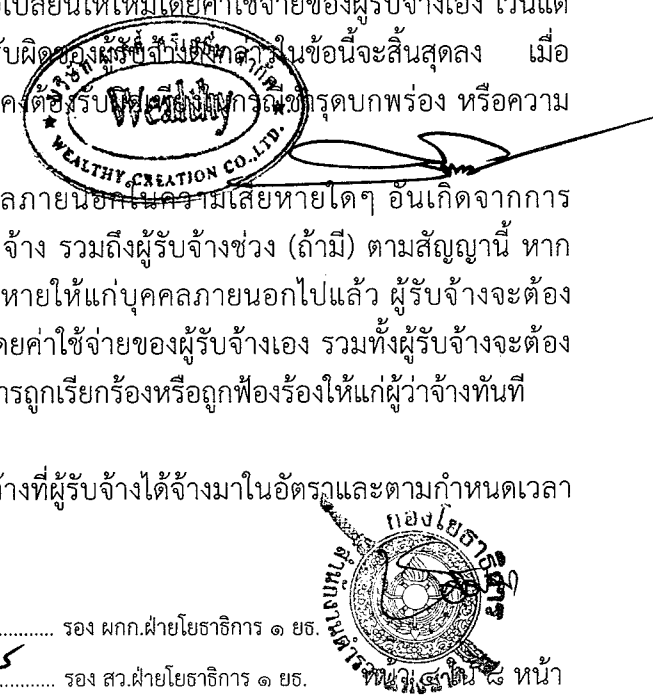 เปลี่ยนให้ใหม่โดยค่าใช้จ่ายของผู้รับจ้างเอง เว้นแต่
รับผิดของผู้รับจ้างดังกล่าวในข้อนี้จะสิ้นสุดลง เมื่อ
คงต้องรับผิดเพียงในกรณีชำรุดบกพร่อง หรือความ
Wealthy
WEALTHY CREATION CO.,LTD.
ลภายนอกในความเสียหายใดๆ อันเกิดจากการ
จ้าง รวมถึงผู้รับจ้างช่วง (ถ้ามี) ตามสัญญานี้ หาก
หายให้แก่บุคคลภายนอกไปแล้ว ผู้รับจ้างจะต้อง
ดยค่าใช้จ่ายของผู้รับจ้างเอง รวมทั้งผู้รับจ้างจะต้อง
ารถูกเรียกร้องหรือถูกฟ้องร้องให้แก่ผู้ว่าจ้างทันที
้างที่ผู้รับจ้างได้จ้างมาในอัตราและตามกำหนดเวลา
กองโยธาธิการ
............ รอง ผกก.ฝ่ายโยธาธิการ ๑ ยธ.
............ รอง สว.ฝ่ายโยธาธิการ ๑ ยธ.
๘ หน้า